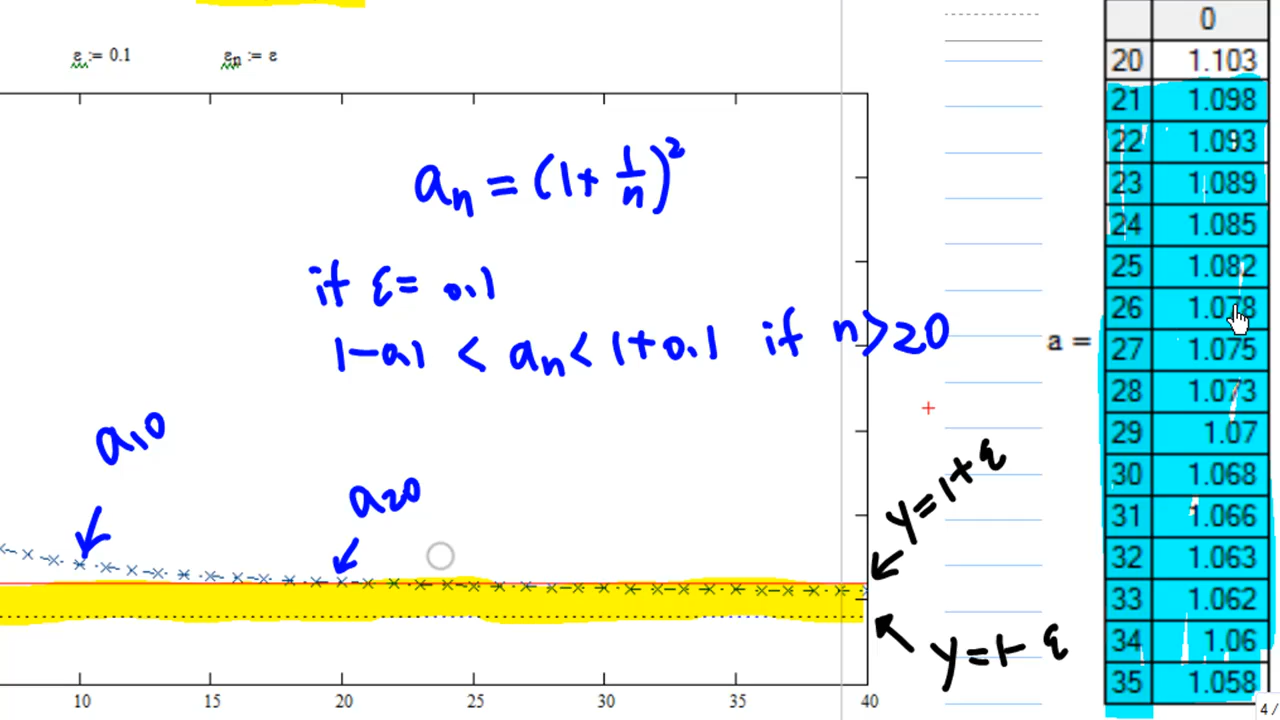 ε := 0.1 εn := ε
an = (1 + 1/n)²
if ε = 0.1
1-0.1 < an < 1+0.1 if n > 20
a10
a20
y = 1+ε
y = 1-ε
10 15 20 25 30 35 40
a =
0
20 1.103
21 1.098
22 1.093
23 1.089
24 1.085
25 1.082
26 1.078
27 1.075
28 1.073
29 1.07
30 1.068
31 1.066
32 1.063
33 1.062
34 1.06
35 1.058
4 /